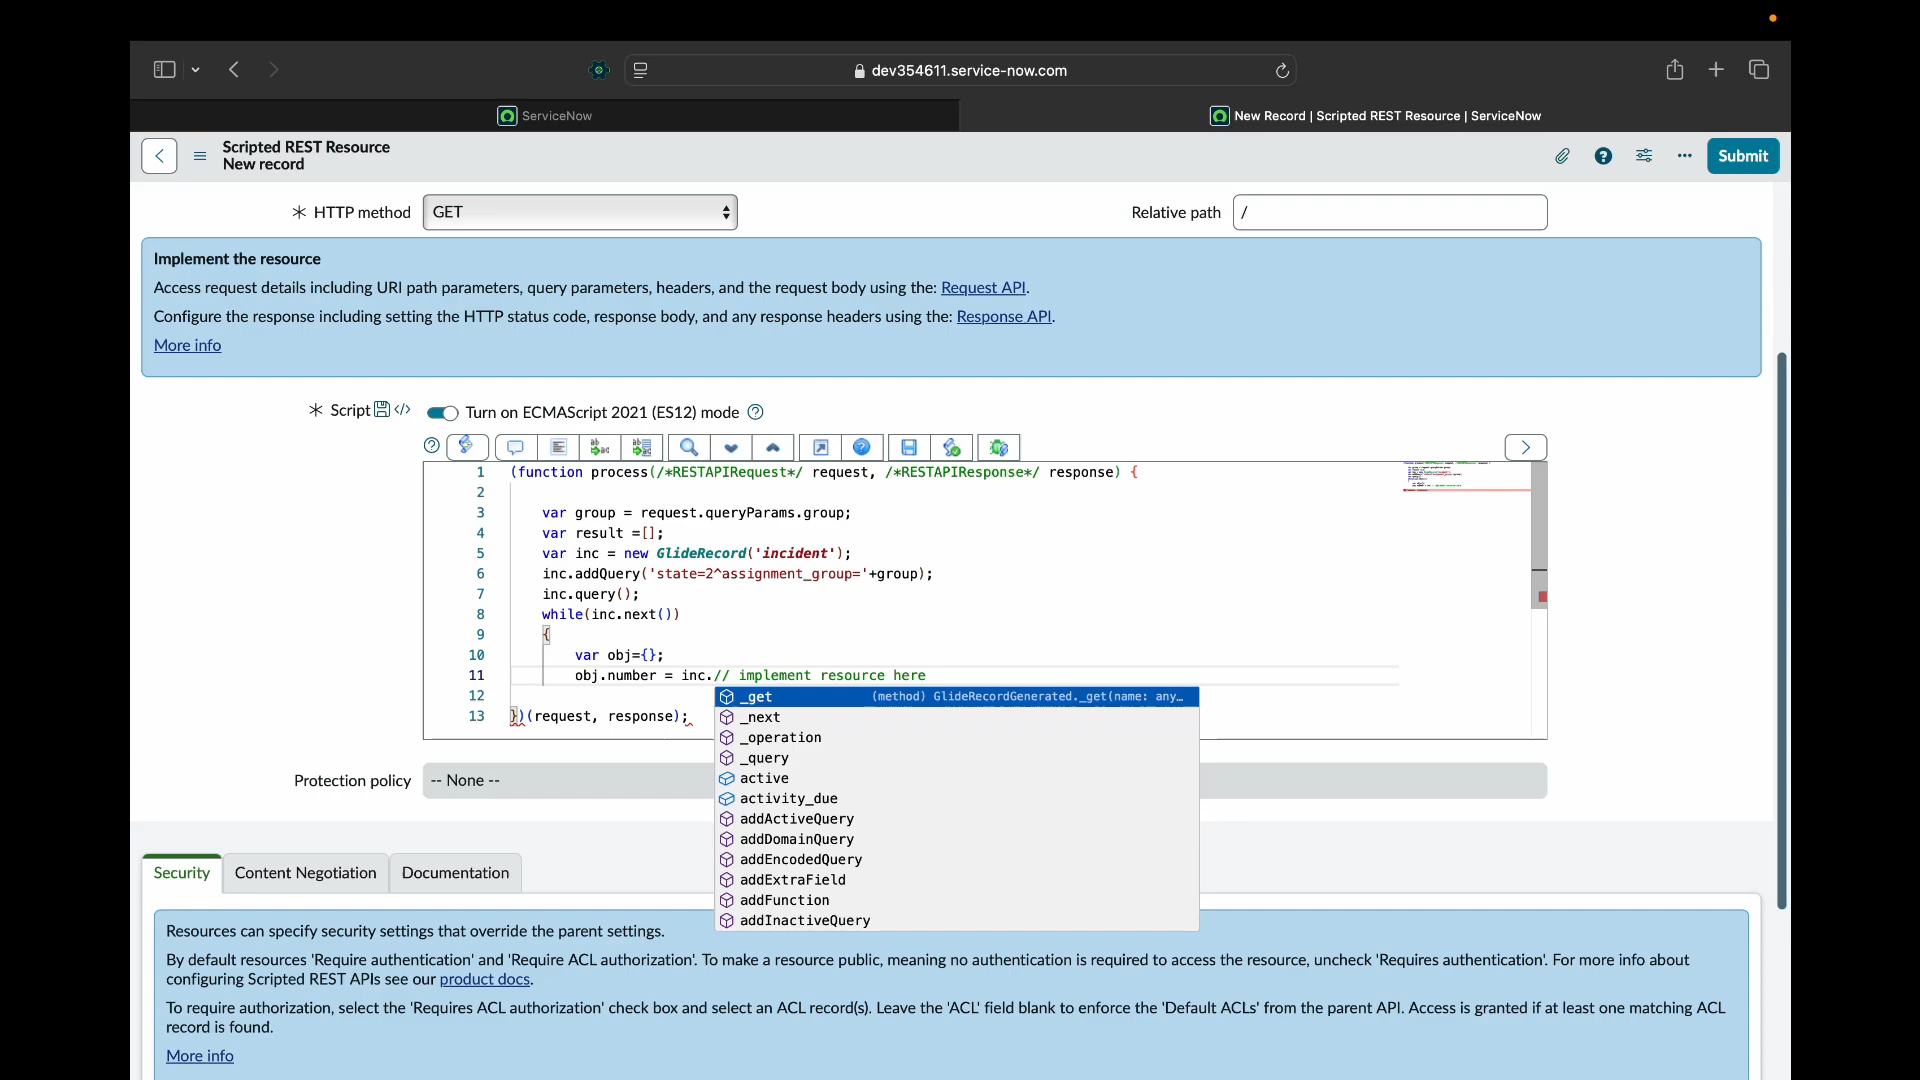 dev354611.service-now.com
ServiceNow
New Record | Scripted REST Resource | ServiceNow
Scripted REST Resource
New record
Submit
HTTP method
GET
Relative path
/
Implement the resource
Access request details including URI path parameters, query parameters, headers, and the request body using the: Request API.
Configure the response including setting the HTTP status code, response body, and any response headers using the: Response API.
More info
Script
Turn on ECMAScript 2021 (ES12) mode
1 (function process(/*RESTAPIRequest*/ request, /*RESTAPIResponse*/ response) {
2
3 var group = request.queryParams.group;
4 var result =[];
5 var inc = new GlideRecord('incident');
6 inc.addQuery('state=2^assignment_group='+group);
7 inc.query();
8 while(inc.next())
9 {
10 var obj={};
11 obj.number = inc.// implement resource here
12
13 })(request, response);
_get (method) GlideRecordGenerated._get(name: any…
_next
_operation
_query
active
activity_due
addActiveQuery
addDomainQuery
addEncodedQuery
addExtraField
addFunction
addInactiveQuery
Protection policy
-- None --
Security
Content Negotiation
Documentation
Resources can specify security settings that override the parent settings.
By default resources 'Require authentication' and 'Require ACL authorization'. To make a resource public, meaning no authentication is required to access the resource, uncheck 'Requires authentication'. For more info about
configuring Scripted REST APIs see our product docs.
To require authorization, select the 'Requires ACL authorization' check box and select an ACL record(s). Leave the 'ACL' field blank to enforce the 'Default ACLs' from the parent API. Access is granted if at least one matching ACL
record is found.
More info